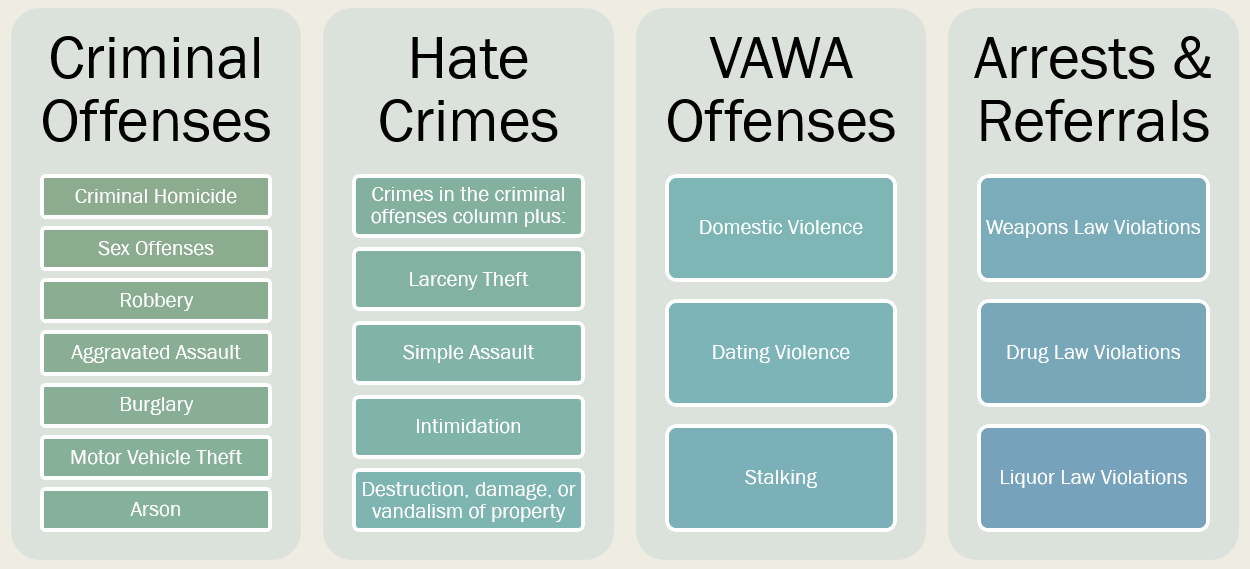 Criminal
Offenses
Criminal Homicide
Sex Offenses
Robbery
Aggravated Assault
Burglary
Motor Vehicle Theft
Arson
Hate
Crimes
Crimes in the criminal
offenses column plus:
Larceny Theft
Simple Assault
Intimidation
Destruction, damage, or
vandalism of property
VAWA
Offenses
Domestic Violence
Dating Violence
Stalking
Arrests &
Referrals
Weapons Law Violations
Drug Law Violations
Liquor Law Violations